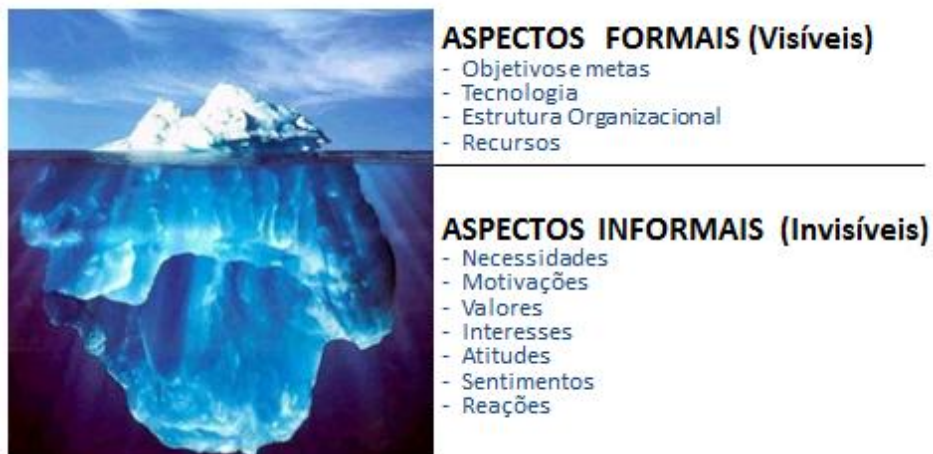 ASPECTOS FORMAIS (Visíveis)
- Objetivos e metas
- Tecnologia
- Estrutura Organizacional
- Recursos
ASPECTOS INFORMAIS (Invisíveis)
- Necessidades
- Motivações
- Valores
- Interesses
- Atitudes
- Sentimentos
- Reações